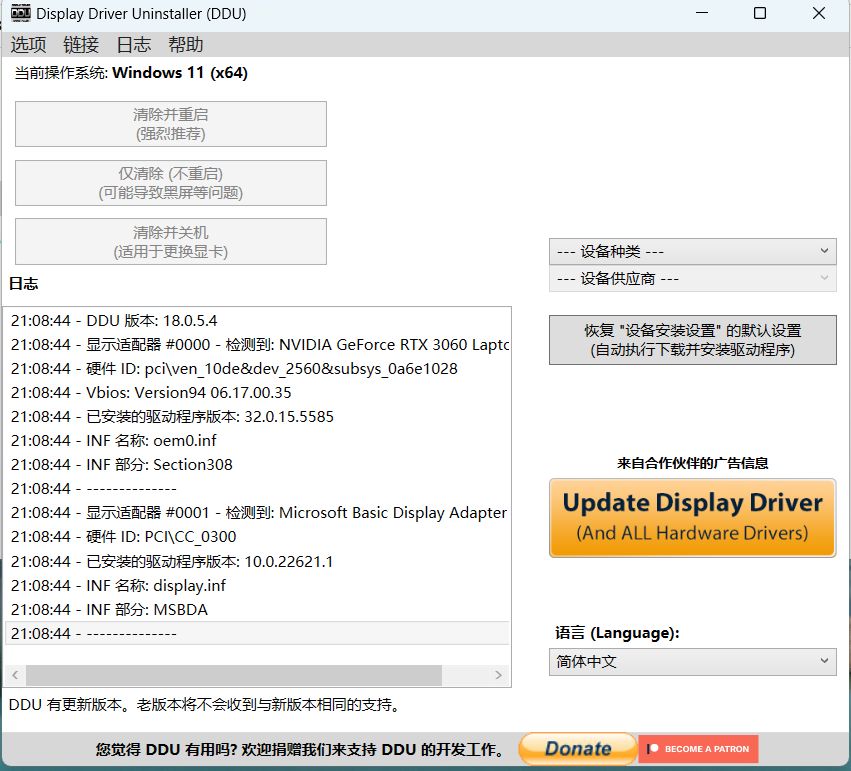 Display Driver Uninstaller (DDU)
选项 链接 日志 帮助
当前操作系统: Windows 11 (x64)
清除并重启
(强烈推荐)
仅清除 (不重启)
(可能导致黑屏等问题)
清除并关机
(适用于更换显卡)
日志
21:08:44 - DDU 版本: 18.0.5.4
21:08:44 - 显示适配器 #0000 - 检测到: NVIDIA GeForce RTX 3060 Laptc
21:08:44 - 硬件 ID: pci\ven_10de&dev_2560&subsys_0a6e1028
21:08:44 - Vbios: Version94 06.17.00.35
21:08:44 - 已安装的驱动程序版本: 32.0.15.5585
21:08:44 - INF 名称: oem0.inf
21:08:44 - INF 部分: Section308
21:08:44 - --------------
21:08:44 - 显示适配器 #0001 - 检测到: Microsoft Basic Display Adapter
21:08:44 - 硬件 ID: PCI\CC_0300
21:08:44 - 已安装的驱动程序版本: 10.0.22621.1
21:08:44 - INF 名称: display.inf
21:08:44 - INF 部分: MSBDA
21:08:44 - --------------
DDU 有更新版本。老版本将不会收到与新版本相同的支持。
--- 设备种类 ---
--- 设备供应商 ---
恢复 "设备安装设置" 的默认设置
(自动执行下载并安装驱动程序)
来自合作伙伴的广告信息
Update Display Driver
(And ALL Hardware Drivers)
语言 (Language):
简体中文
您觉得 DDU 有用吗? 欢迎捐赠我们来支持 DDU 的开发工作。
Donate
BECOME A PATRON